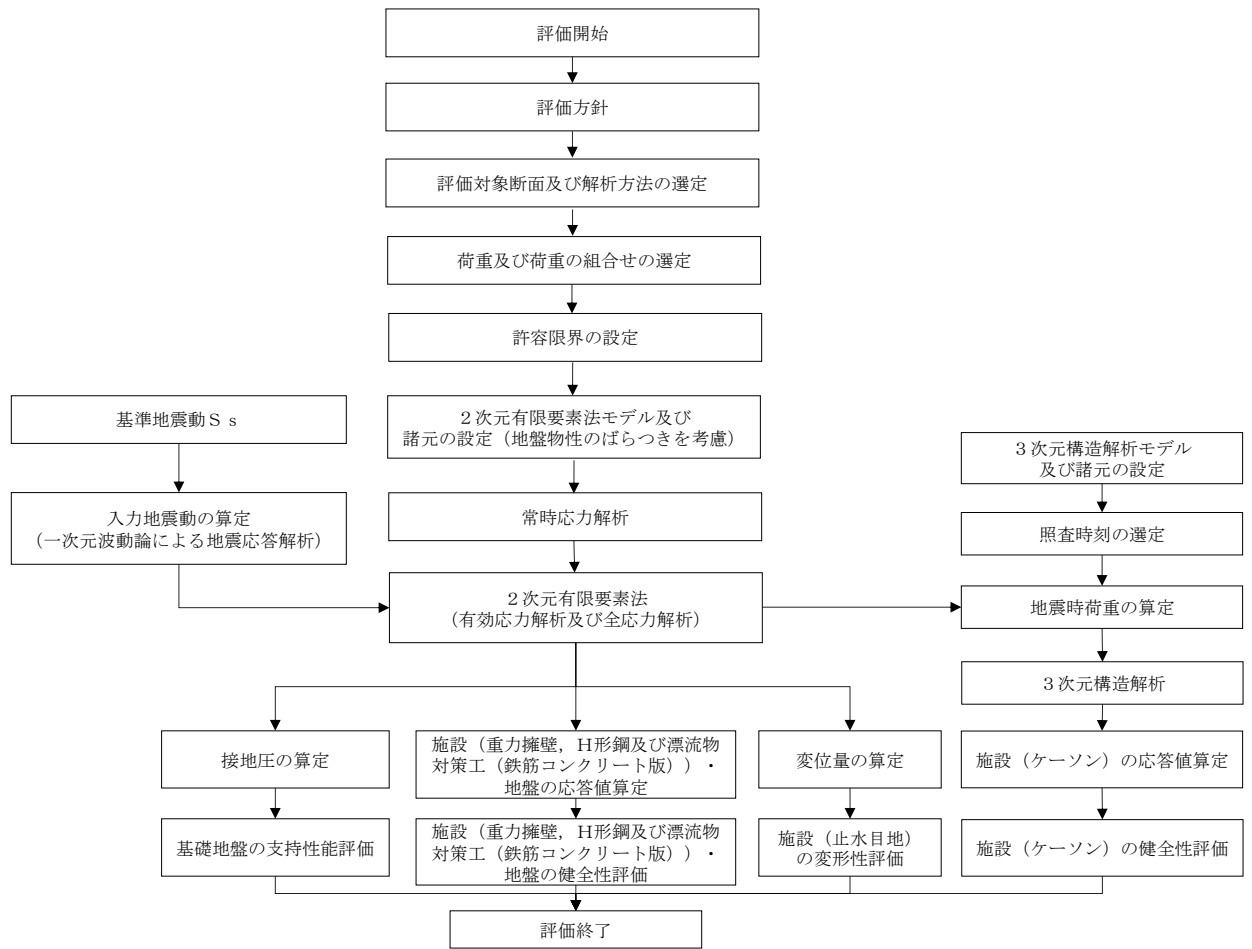 評価開始
評価方針
評価対象断面及び解析方法の選定
荷重及び荷重の組合せの選定
許容限界の設定
基準地震動Ｓｓ
２次元有限要素法モデル及び
諸元の設定（地盤物性のばらつきを考慮）
３次元構造解析モデル
及び諸元の設定
入力地震動の算定
（一次元波動論による地震応答解析）
常時応力解析
照査時刻の選定
２次元有限要素法
（有効応力解析及び全応力解析）
地震時荷重の算定
３次元構造解析
接地圧の算定
施設（重力擁壁，Ｈ形鋼及び漂流物
対策工（鉄筋コンクリート版））・
地盤の応答値算定
変位量の算定
施設（ケーソン）の応答値算定
基礎地盤の支持性能評価
施設（重力擁壁，Ｈ形鋼及び漂流物
対策工（鉄筋コンクリート版））・
地盤の健全性評価
施設（止水目地）
の変形性評価
施設（ケーソン）の健全性評価
評価終了